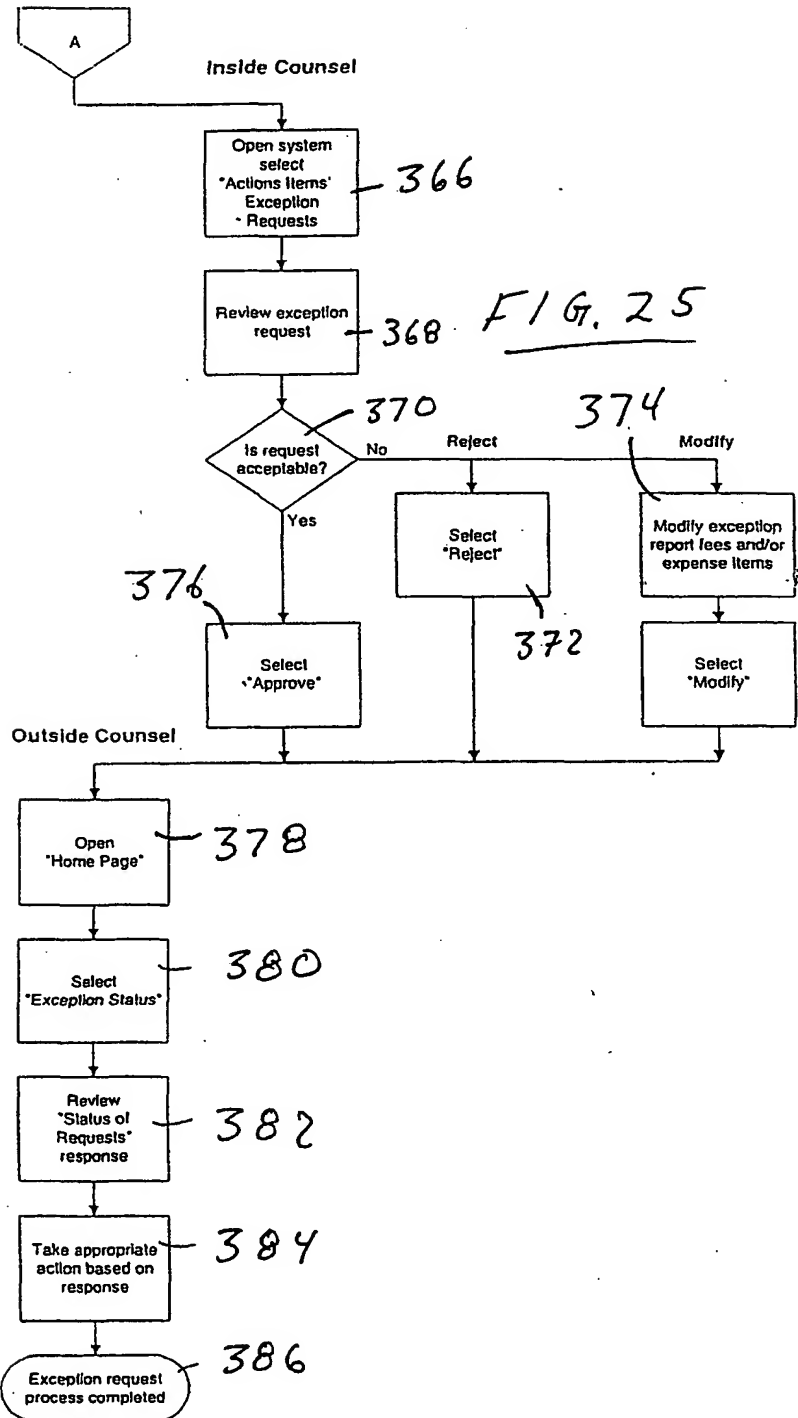 A
Inside Counsel
Open system
select
"Actions Items"
Exception
Requests
366
Review exception
request
368
FIG. 25
370
374
Is request
acceptable?
No
Reject
Modify
Yes
Select
"Reject"
372
Modify exception
report fees and/or
expense items
376
Select
"Approve"
Select
"Modify"
Outside Counsel
Open
"Home Page"
378
Select
"Exception Status"
380
Review
"Status of
Requests"
response
382
Take appropriate
action based on
response
384
Exception request
process completed
386